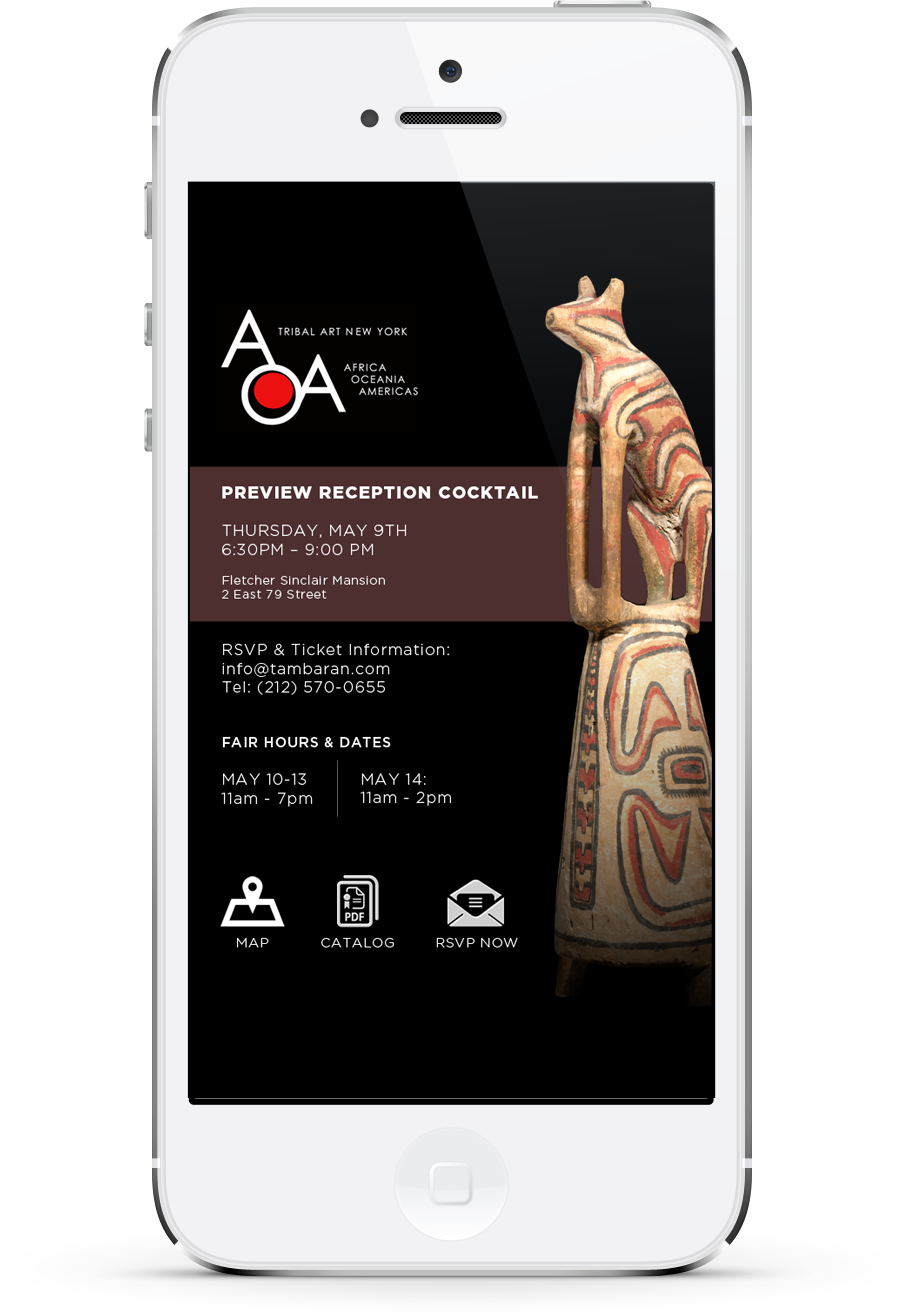 A
TRIBAL ART NEW YORK
OA
AFRICA
OCEANIA
AMERICAS
PREVIEW RECEPTION COCKTAIL
THURSDAY, MAY 9TH
6:30PM – 9:00 PM
Fletcher Sinclair Mansion
2 East 79 Street
RSVP & Ticket Information:
info@tambaran.com
Tel: (212) 570-0655
FAIR HOURS & DATES
MAY 10-13
11am - 7pm
MAY 14:
11am - 2pm
PDF
MAP
CATALOG
RSVP NOW